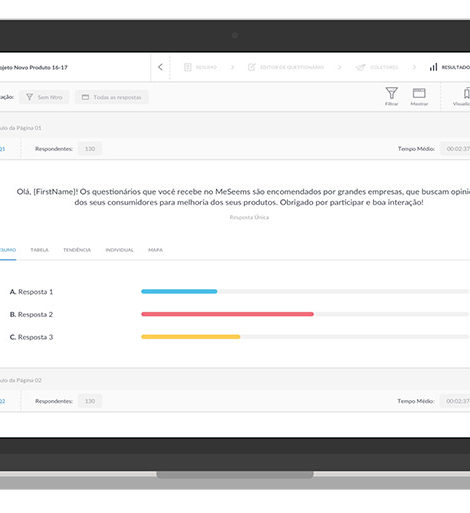 ojeto Novo Produto 16-17
RESUMO
EDITOR DE QUESTIONÁRIO
COLETORES
RESULTADO
ação:
Sem filtro
Todas as respostas
Filtrar
Mostrar
Visualiz
ulo da Página 01
Q1
Respondentes:
130
Tempo Médio:
00:02:37
Olá, [FirstName]! Os questionários que você recebe no MeSeems são encomendados por grandes empresas, que buscam opini
dos seus consumidores para melhoria dos seus produtos. Obrigado por participar e boa interação!
Resposta Única
ESUMO
TABELA
TENDÊNCIA
INDIVIDUAL
MAPA
A. Resposta 1
B. Resposta 2
C. Resposta 3
ulo da Página 02
Q2
Respondentes:
130
Tempo Médio:
00:02:37